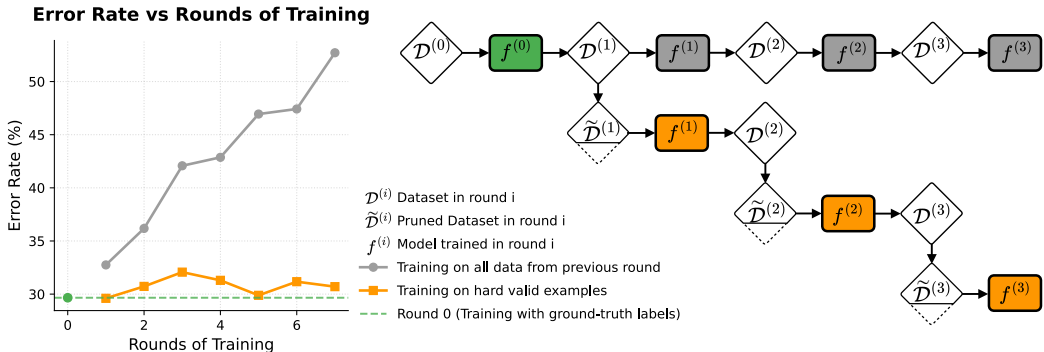 Error Rate vs Rounds of Training
Error Rate (%)
50
45
40
35
30
0
2
4
6
Rounds of Training
𝒟⁽⁰⁾
f⁽⁰⁾
𝒟⁽¹⁾
f⁽¹⁾
𝒟⁽²⁾
f⁽²⁾
𝒟⁽³⁾
f⁽³⁾
𝒟̃⁽¹⁾
f⁽¹⁾
𝒟⁽²⁾
𝒟̃⁽²⁾
f⁽²⁾
𝒟⁽³⁾
𝒟̃⁽³⁾
f⁽³⁾
𝒟⁽ⁱ⁾ Dataset in round i
𝒟̃⁽ⁱ⁾ Pruned Dataset in round i
f⁽ⁱ⁾ Model trained in round i
Training on all data from previous round
Training on hard valid examples
Round 0 (Training with ground-truth labels)